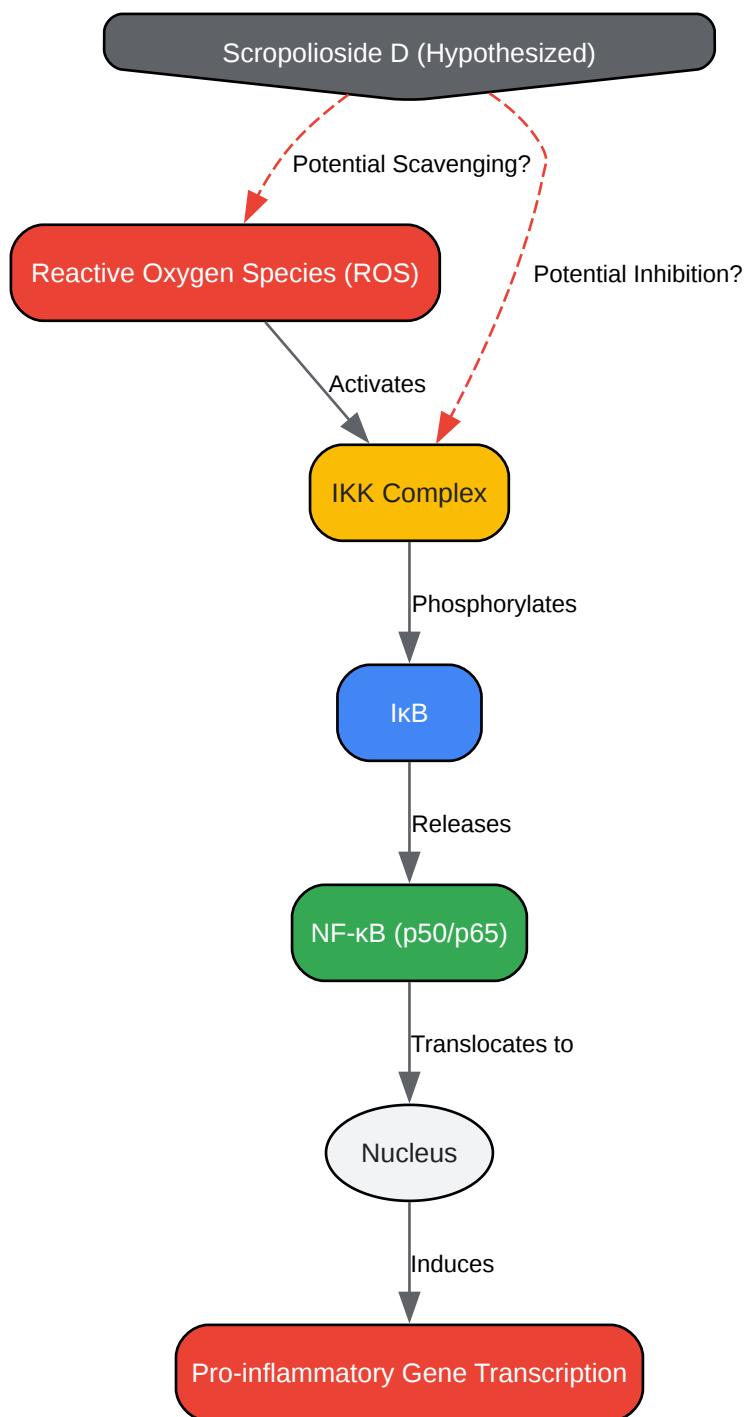 Scropolioside D (Hypothesized)
Potential Scavenging?
Reactive Oxygen Species (ROS)
Potential Inhibition?
Activates
IKK Complex
Phosphorylates
IκB
Releases
NF-κB (p50/p65)
Translocates to
Nucleus
Induces
Pro-inflammatory Gene Transcription